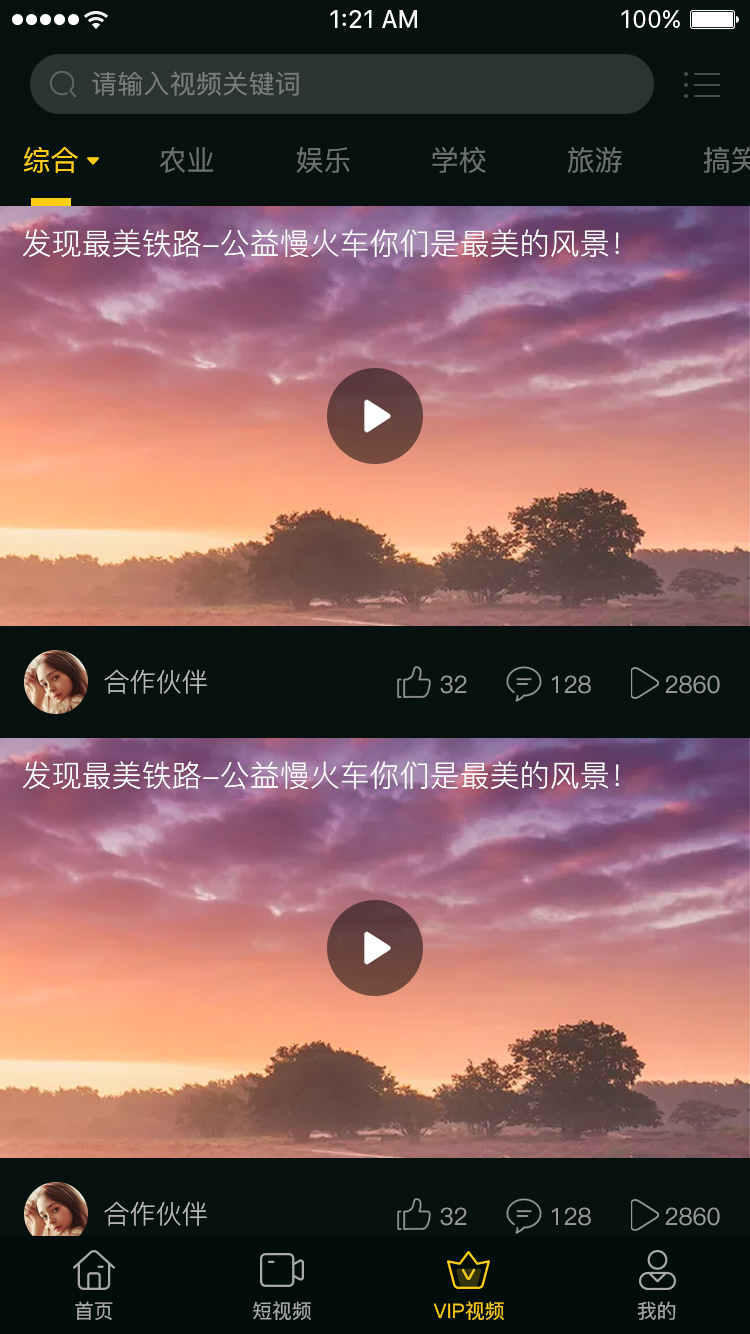 1:21 AM 100%
请输入视频关键词
综合 农业 娱乐 学校 旅游 搞笑
发现最美铁路–公益慢火车你们是最美的风景！
合作伙伴 32 128 2860
发现最美铁路–公益慢火车你们是最美的风景！
合作伙伴 32 128 2860
首页 短视频 VIP视频 我的